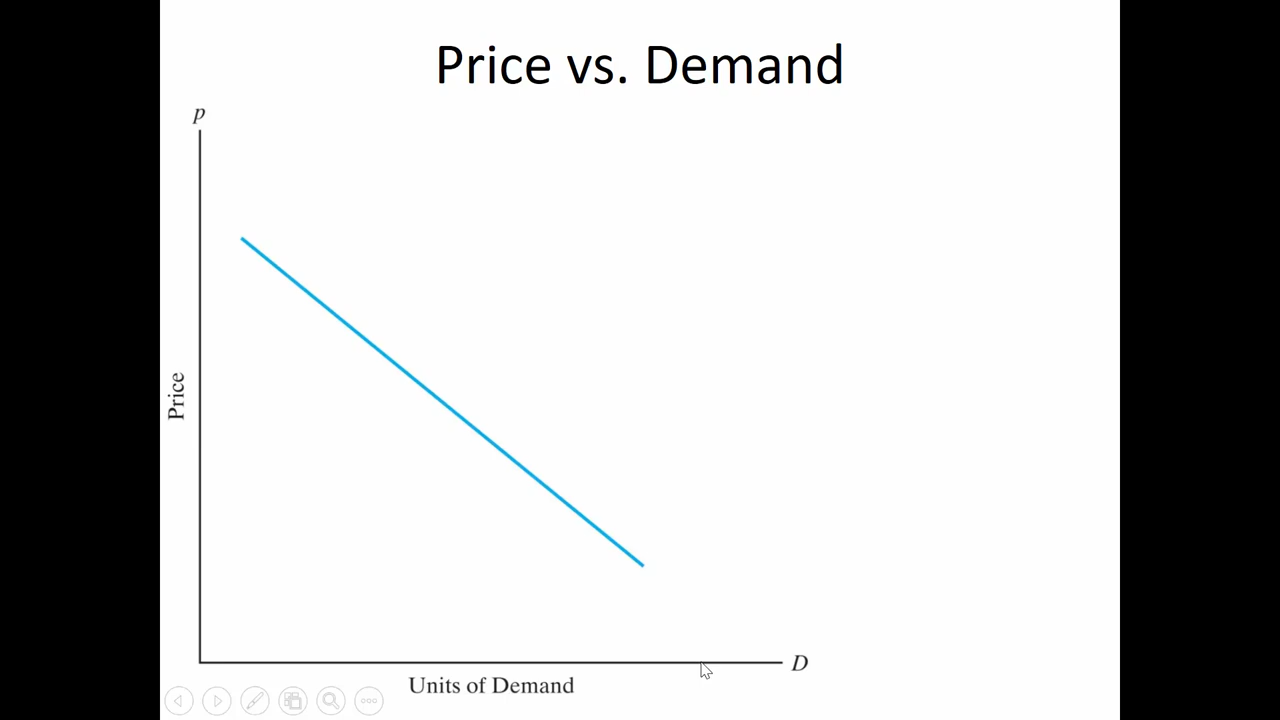 Price vs. Demand
p
Price
D
Units of Demand